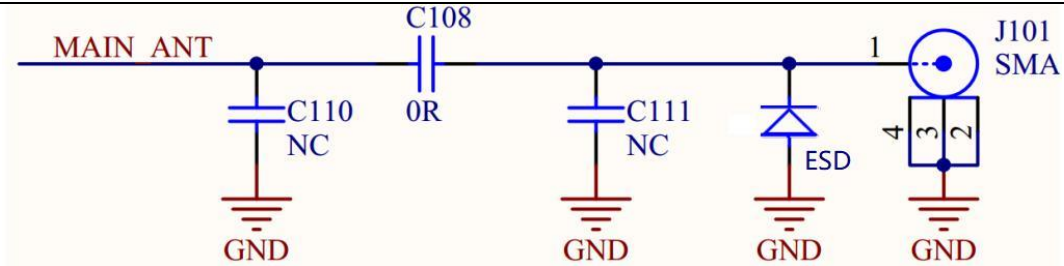 C108
J101
MAIN_ANT
1
SMA
C110
0R
C111
4
3
2
NC
NC
ESD
GND
GND
GND
GND